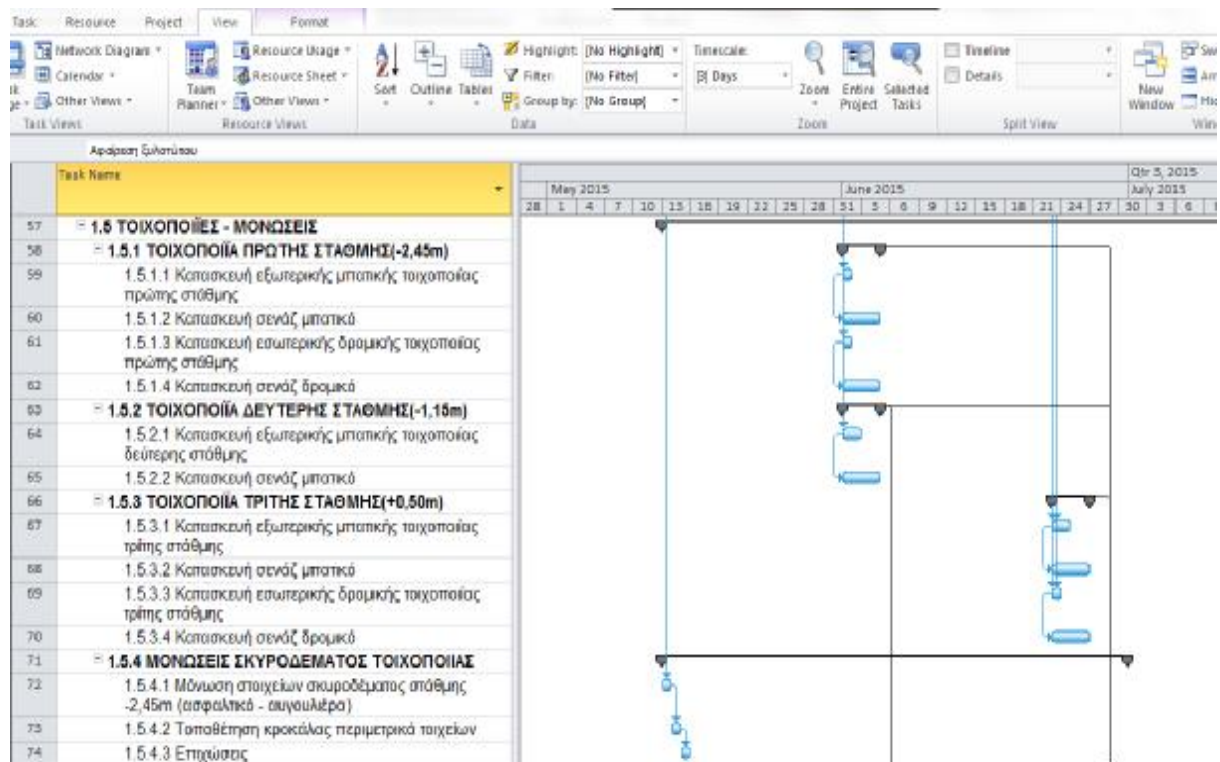 Task Resource Project View Format
Network Diagram Resource Usage Highlight: [No Highlight] Timescale: Timeline
Calendar Resource Sheet Filter: [No Filter] [3] Days Details
Other Views Team Planner Other Views Sort Outline Tables Group by: [No Group] Zoom Entire Project Selected Tasks New Window
Task Views Resource Views Data Zoom Split View
Αφαίρεση ξυλοτύπου
Task Name
Qtr 3, 2015
May 2015 June 2015 July 2015
28 1 4 7 10 13 16 19 22 25 28 31 3 6 9 12 15 18 21 24 27 30 3 6
57 1.5 ΤΟΙΧΟΠΟΙΪΕΣ - ΜΟΝΩΣΕΙΣ
58 1.5.1 ΤΟΙΧΟΠΟΙΪΑ ΠΡΩΤΗΣ ΣΤΑΘΜΗΣ(-2,45m)
59 1.5.1.1 Κατασκευή εξωτερικής μπατικής τοιχοποιίας
πρώτης στάθμης
60 1.5.1.2 Κατασκευή σενάζ μπατικό
61 1.5.1.3 Κατασκευή εσωτερικής δρομικής τοιχοποιίας
πρώτης στάθμης
62 1.5.1.4 Κατασκευή σενάζ δρομικό
63 1.5.2 ΤΟΙΧΟΠΟΙΪΑ ΔΕΥΤΕΡΗΣ ΣΤΑΘΜΗΣ(-1,15m)
64 1.5.2.1 Κατασκευή εξωτερικής μπατικής τοιχοποιίας
δεύτερης στάθμης
65 1.5.2.2 Κατασκευή σενάζ μπατικό
66 1.5.3 ΤΟΙΧΟΠΟΙΪΑ ΤΡΙΤΗΣ ΣΤΑΘΜΗΣ(+0,50m)
67 1.5.3.1 Κατασκευή εξωτερικής μπατικής τοιχοποιίας
τρίτης στάθμης
68 1.5.3.2 Κατασκευή σενάζ μπατικό
69 1.5.3.3 Κατασκευή εσωτερικής δρομικής τοιχοποιίας
τρίτης στάθμης
70 1.5.3.4 Κατασκευή σενάζ δρομικό
71 1.5.4 ΜΟΝΩΣΕΙΣ ΣΚΥΡΟΔΕΜΑΤΟΣ ΤΟΙΧΟΠΟΙΙΑΣ
72 1.5.4.1 Μόνωση στοιχείων σκυροδέματος στάθμης
-2,45m (ασφαλτικό - αυγουλιέρα)
73 1.5.4.2 Τοποθέτηση κροκάλας περιμετρικά τοιχείων
74 1.5.4.3 Επιχώσεις